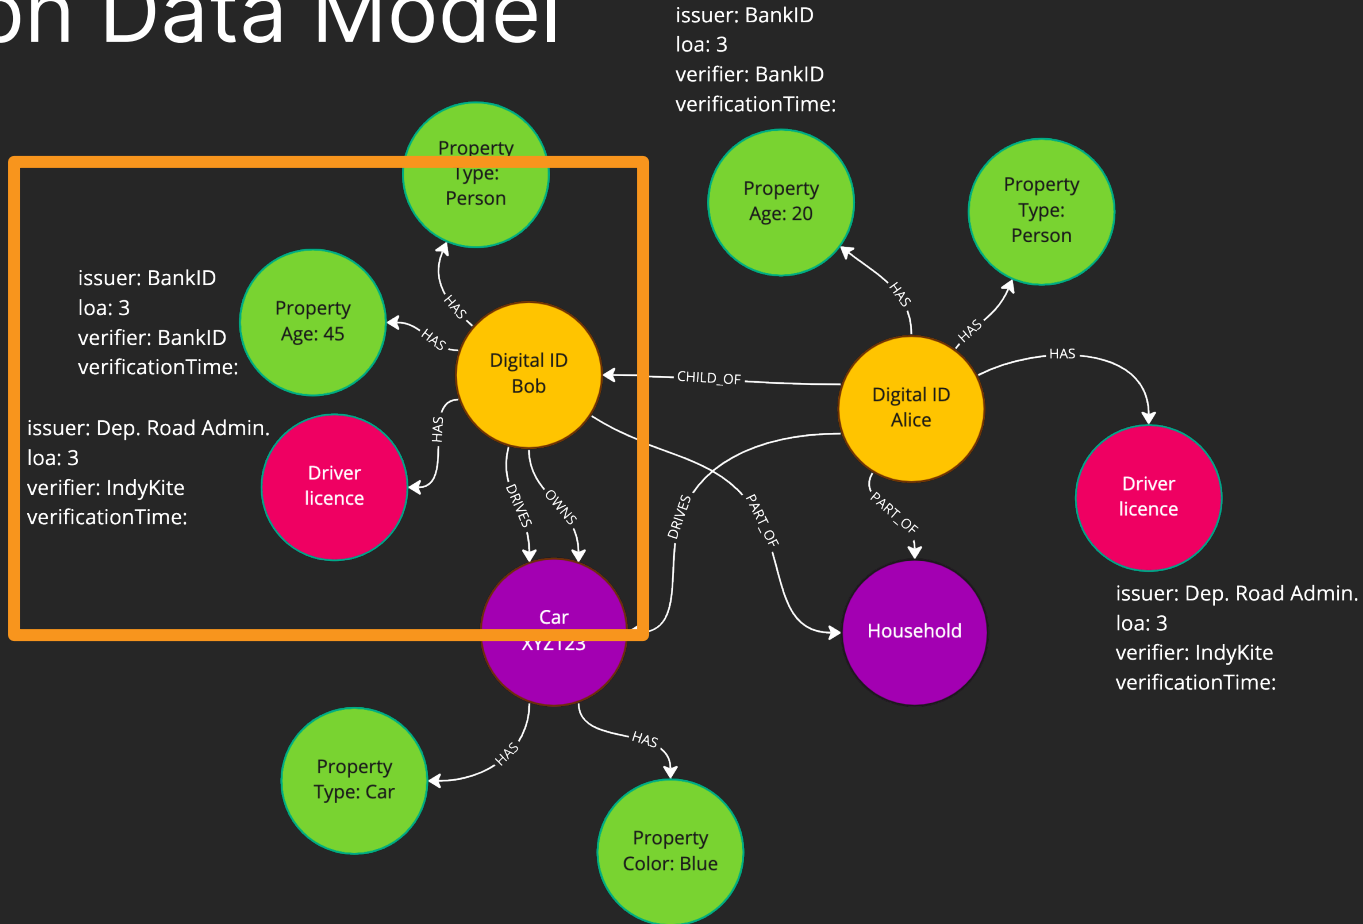 on Data Model
issuer: BankID
loa: 3
verifier: BankID
verificationTime:
Property
Type:
Person
Property
Age: 20
Property
Type:
Person
issuer: BankID
loa: 3
verifier: BankID
verificationTime:
Property
Age: 45
HAS
HAS
HAS
HAS
HAS
Digital ID
Bob
CHILD_OF
Digital ID
Alice
issuer: Dep. Road Admin.
loa: 3
verifier: IndyKite
verificationTime:
HAS
Driver
licence
DRIVES
OWNS
DRIVES
PART_OF
PART_OF
Driver
licence
Car
XYZ123
Household
issuer: Dep. Road Admin.
loa: 3
verifier: IndyKite
verificationTime:
HAS
HAS
Property
Type: Car
Property
Color: Blue